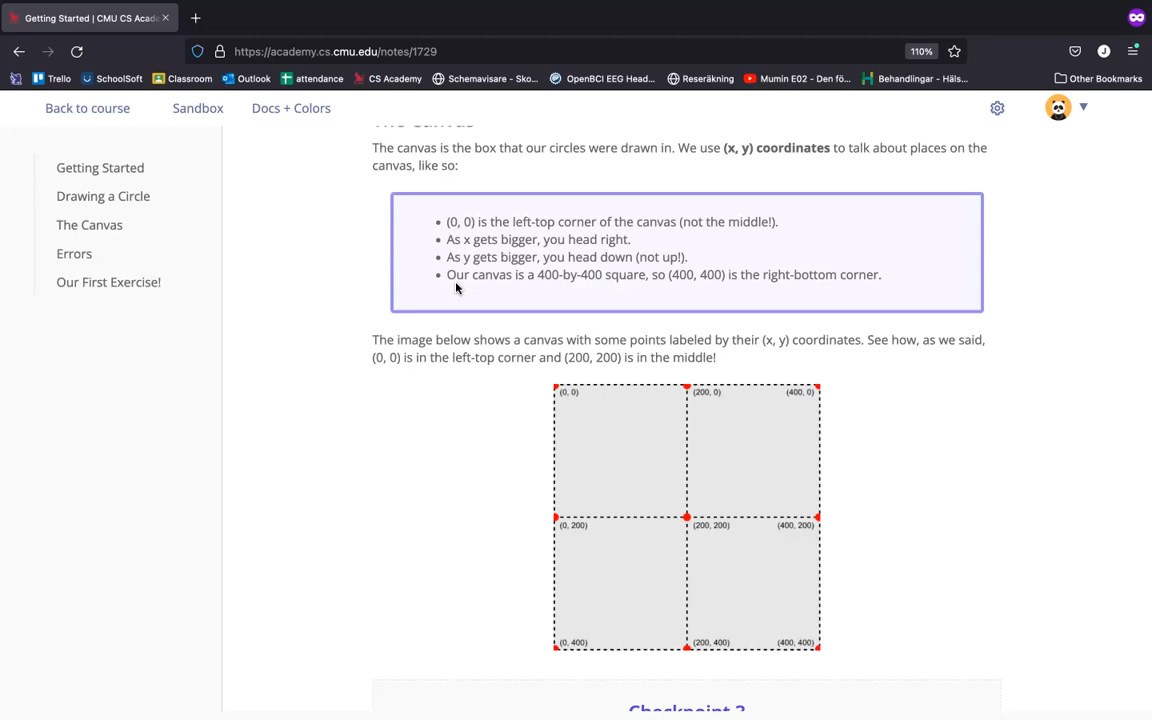 Getting Started | CMU CS Acad
https://academy.cs.cmu.edu/notes/1729
110%
Trello
SchoolSoft
Classroom
Outlook
attendance
CS Academy
Schemavisare - Sko...
OpenBCI EEG Head...
Reseräkning
Mumin E02 - Den fö...
Behandlingar - Häls...
Other Bookmarks
Back to course
Sandbox
Docs + Colors
Getting Started
Drawing a Circle
The Canvas
Errors
Our First Exercise!
The Canvas
The canvas is the box that our circles were drawn in. We use (x, y) coordinates to talk about places on the
canvas, like so:
(0, 0) is the left-top corner of the canvas (not the middle!).
As x gets bigger, you head right.
As y gets bigger, you head down (not up!).
Our canvas is a 400-by-400 square, so (400, 400) is the right-bottom corner.
The image below shows a canvas with some points labeled by their (x, y) coordinates. See how, as we said,
(0, 0) is in the left-top corner and (200, 200) is in the middle!
(0, 0) (200, 0) (400, 0)
(0, 200) (200, 200) (400, 200)
(0, 400) (200, 400) (400, 400)
Checkpoint 2